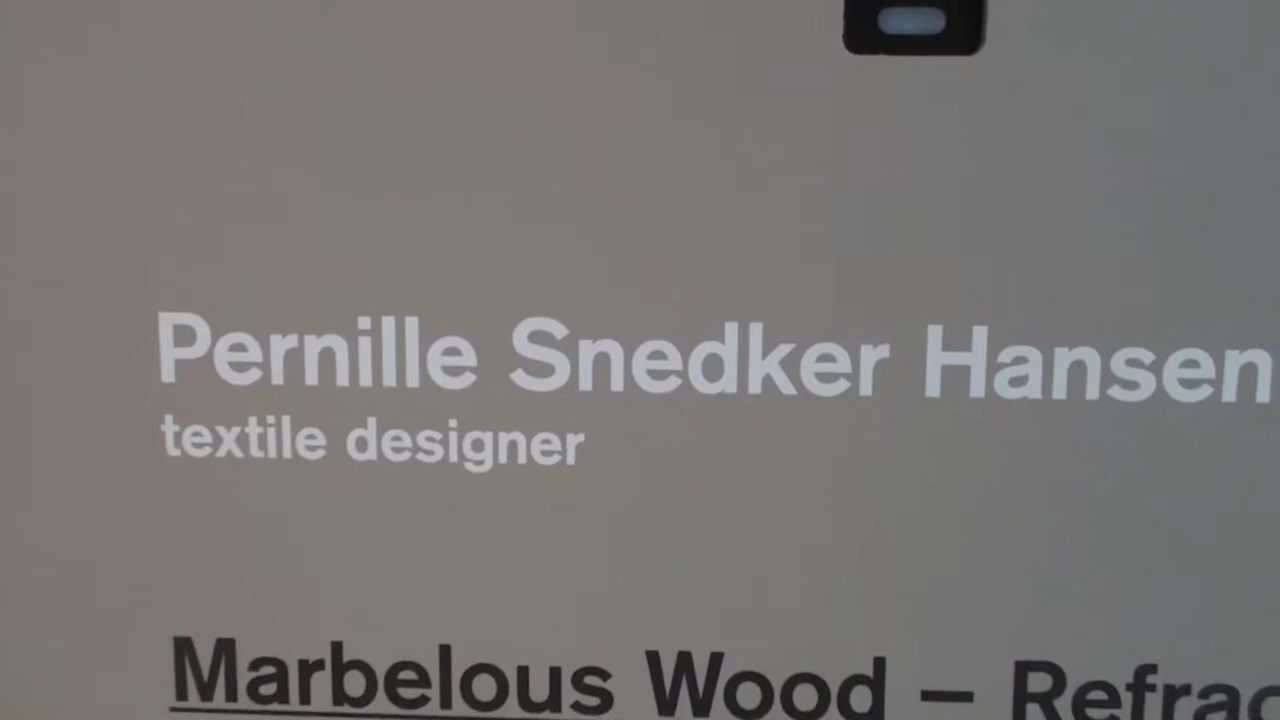 Pernille Snedker Hansen
textile designer
Marbelous Wood –